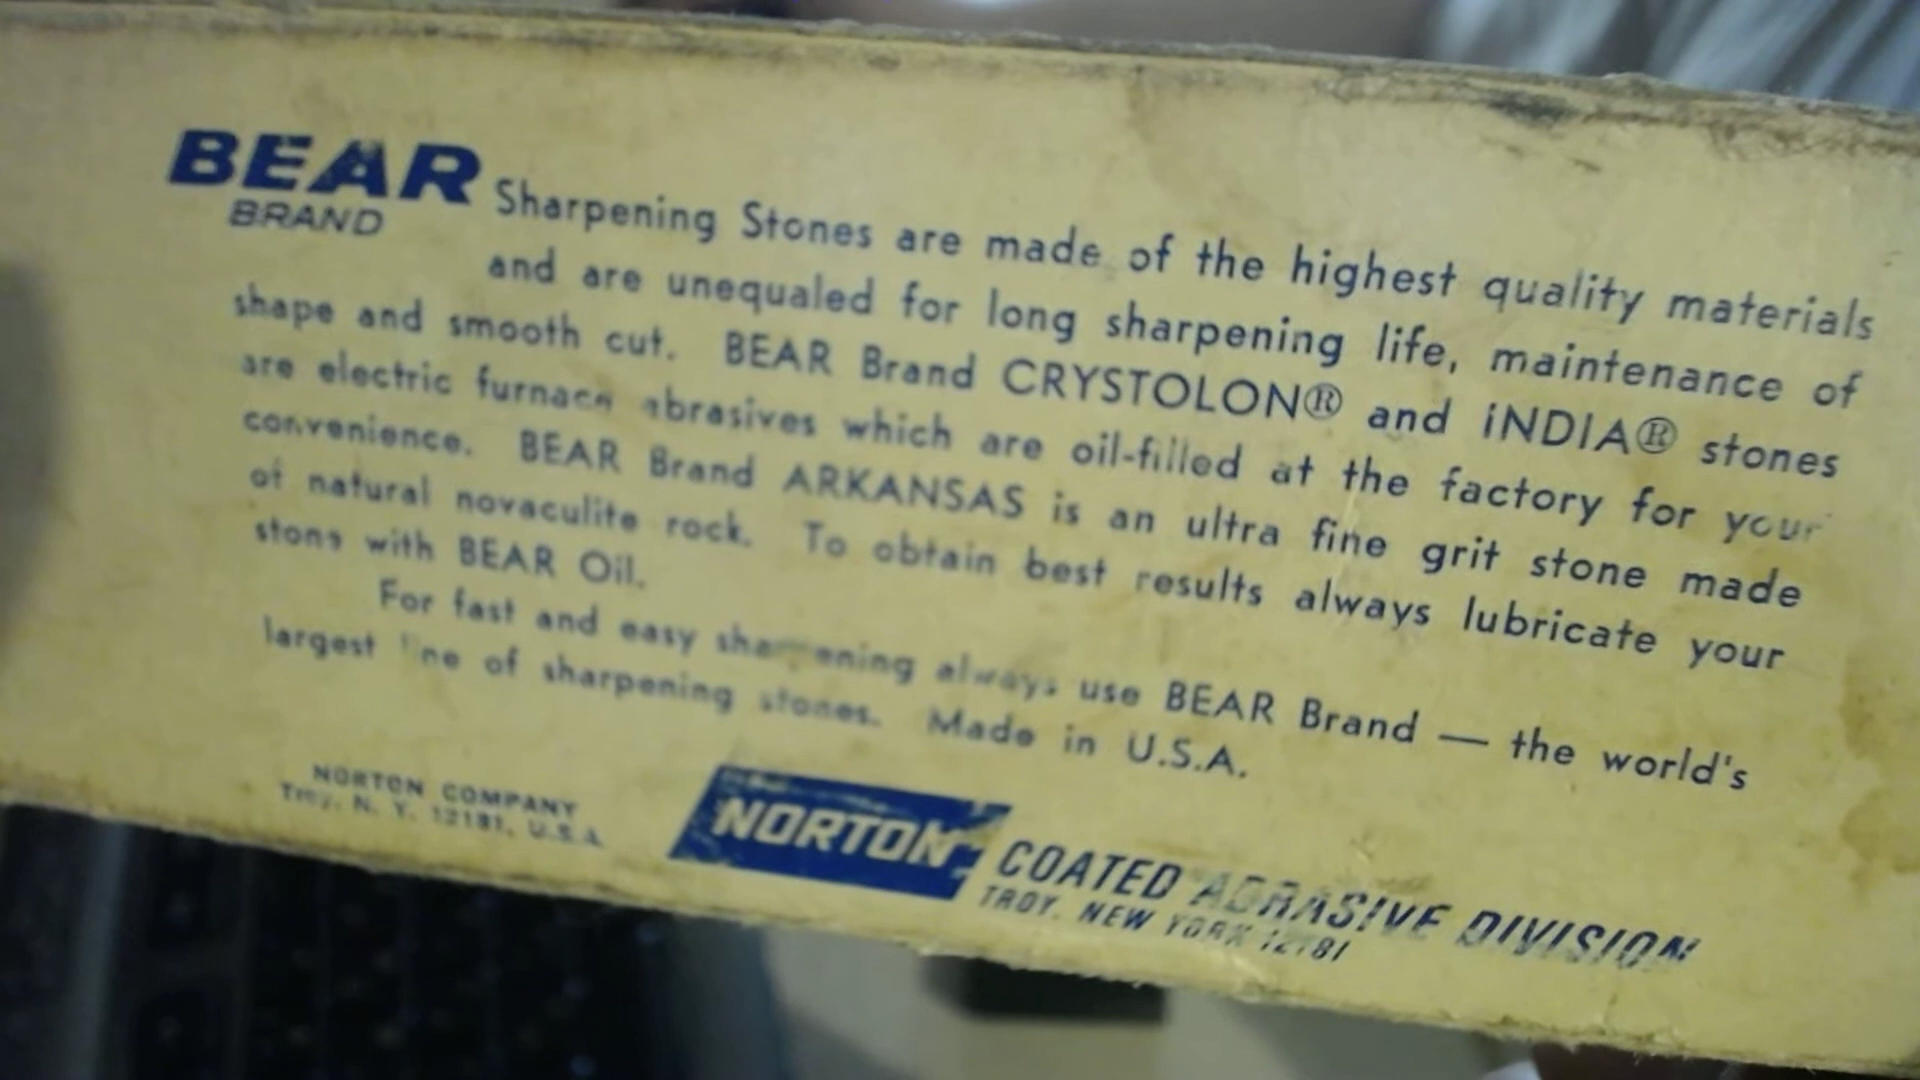 BEAR
BRAND
Sharpening Stones are made of the highest quality materials
and are unequaled for long sharpening life, maintenance of
shape and smooth cut. BEAR Brand CRYSTOLON® and INDIA® stones
are electric furnace abrasives which are oil-filled at the factory for your
convenience. BEAR Brand ARKANSAS is an ultra fine grit stone made
of natural novaculite rock. To obtain best results always lubricate your
stone with BEAR Oil.
For fast and easy sharpening always use BEAR Brand — the world's
largest line of sharpening stones. Made in U.S.A.
NORTON COMPANY
Troy, N. Y. 12181, U.S.A.
NORTON
COATED ABRASIVE DIVISION
TROY, NEW YORK 12181